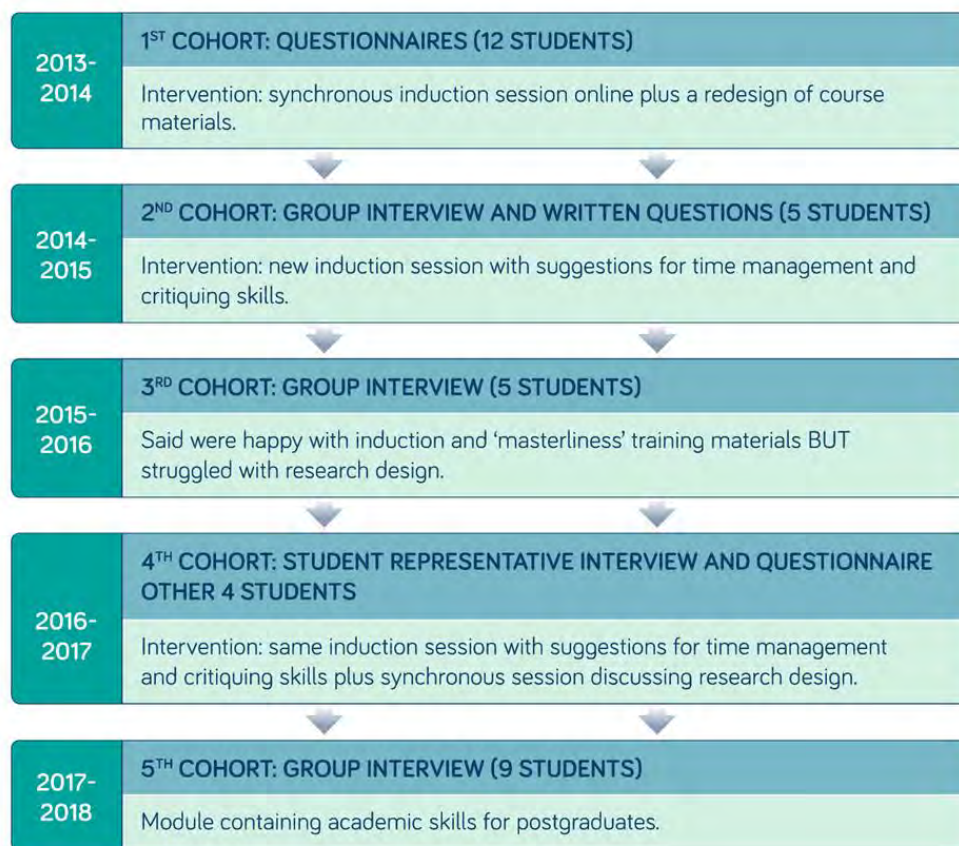 2013-
2014
1ST COHORT: QUESTIONNAIRES (12 STUDENTS)
Intervention: synchronous induction session online plus a redesign of course
materials.
2014-
2015
2ND COHORT: GROUP INTERVIEW AND WRITTEN QUESTIONS (5 STUDENTS)
Intervention: new induction session with suggestions for time management and
critiquing skills.
2015-
2016
3RD COHORT: GROUP INTERVIEW (5 STUDENTS)
Said were happy with induction and ‘masterliness’ training materials BUT
struggled with research design.
2016-
2017
4TH COHORT: STUDENT REPRESENTATIVE INTERVIEW AND QUESTIONNAIRE
OTHER 4 STUDENTS
Intervention: same induction session with suggestions for time management
and critiquing skills plus synchronous session discussing research design.
2017-
2018
5TH COHORT: GROUP INTERVIEW (9 STUDENTS)
Module containing academic skills for postgraduates.